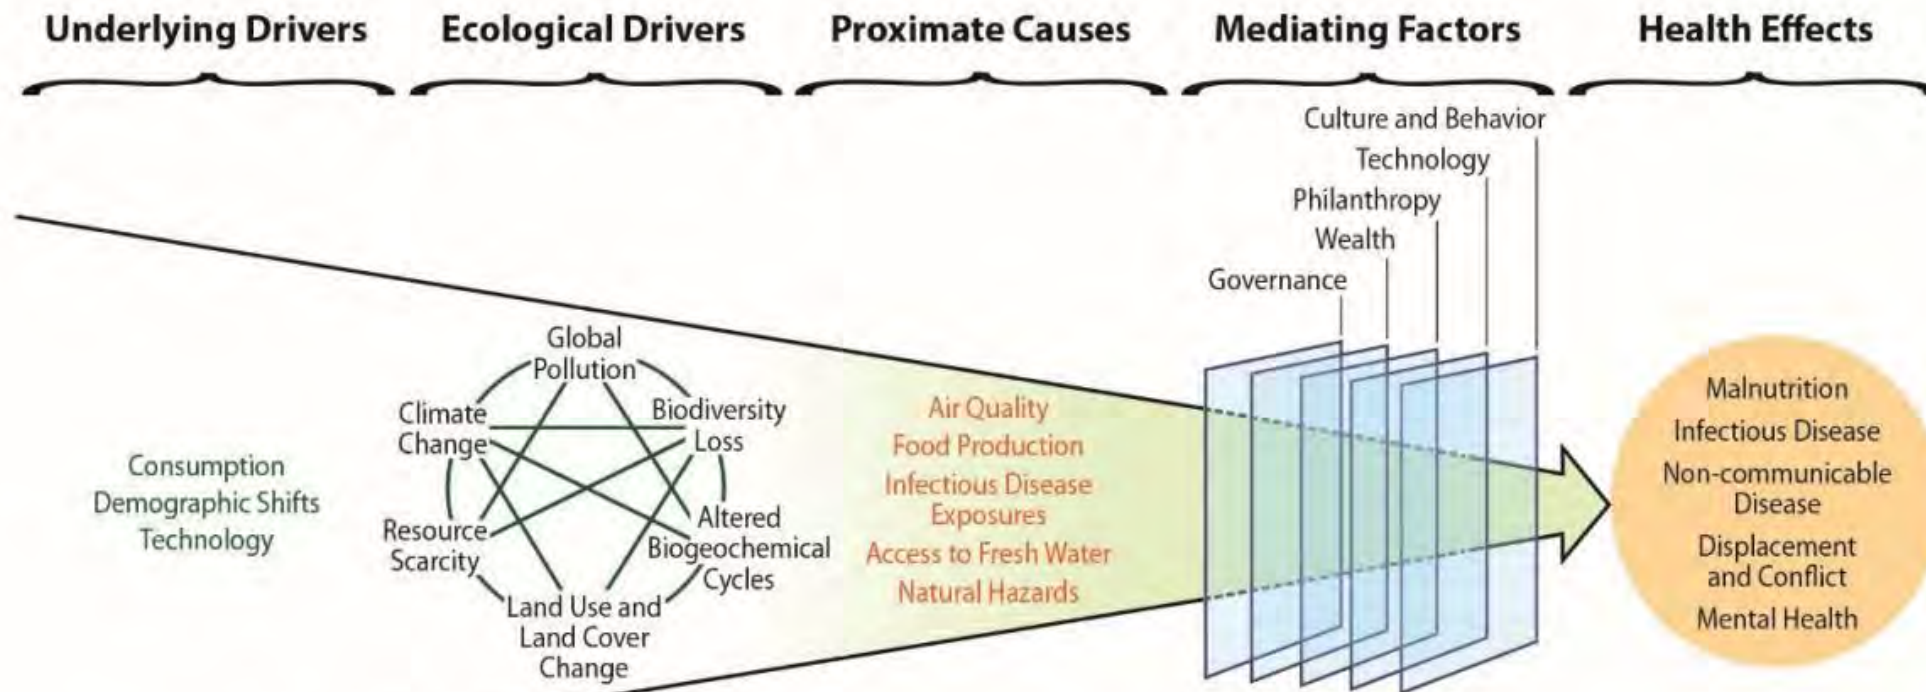 Underlying Drivers
Ecological Drivers
Proximate Causes
Mediating Factors
Health Effects
Consumption
Demographic Shifts
Technology
Global
Pollution
Climate
Change
Biodiversity
Loss
Resource
Scarcity
Altered
Biogeochemical
Cycles
Land Use and
Land Cover
Change
Air Quality
Food Production
Infectious Disease
Exposures
Access to Fresh Water
Natural Hazards
Culture and Behavior
Technology
Philanthropy
Wealth
Governance
Malnutrition
Infectious Disease
Non-communicable
Disease
Displacement
and Conflict
Mental Health